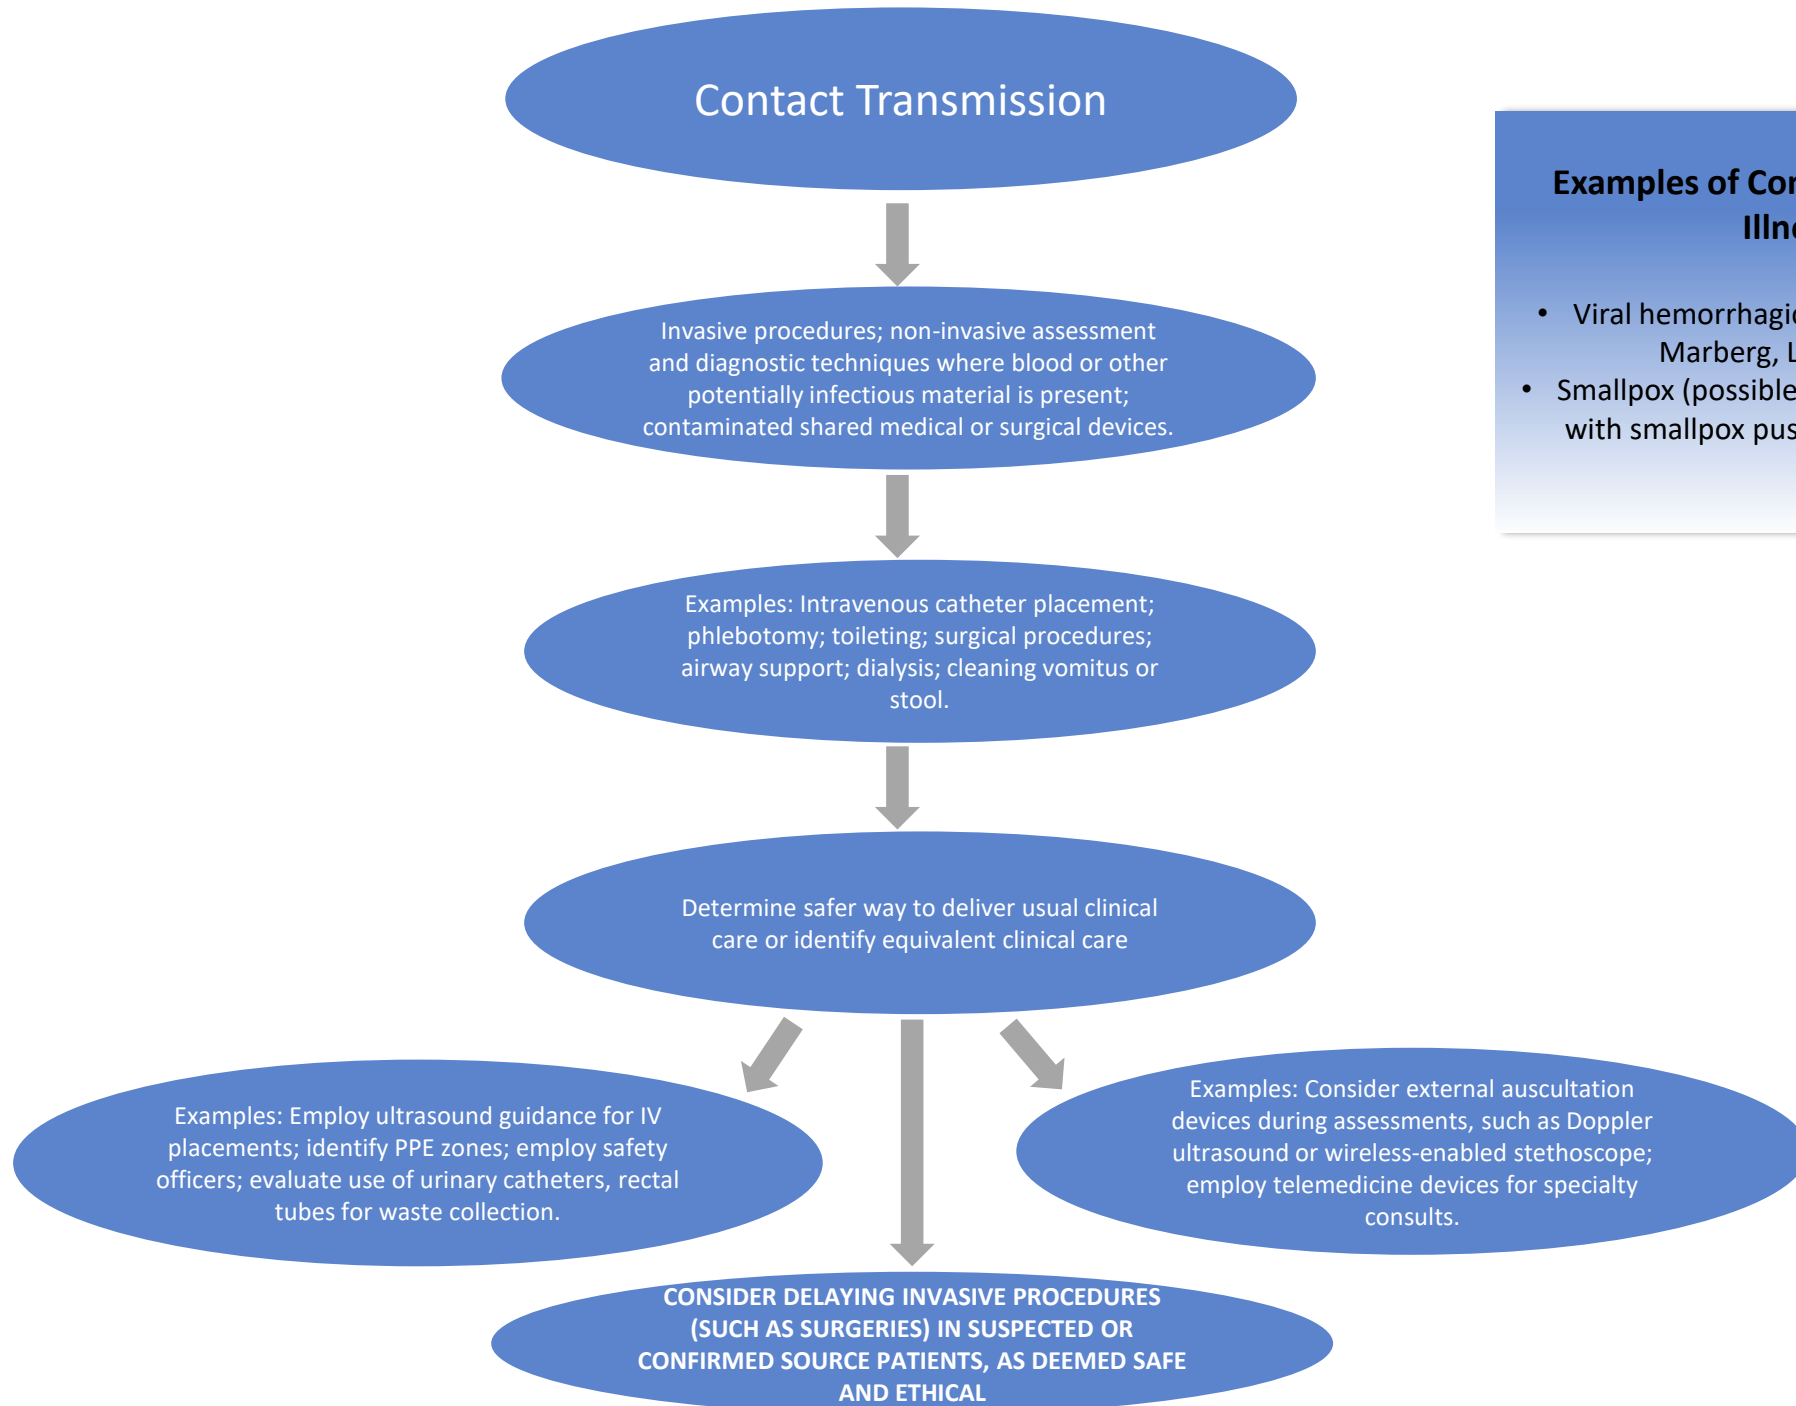 Contact Transmission
Examples of
Viral
Marberg,
Smallpox (possible
with smallpox
Invasive procedures; non-invasive assessment
and diagnostic techniques where blood or other
potentially infectious material is present;
contaminated shared medical or surgical devices.
Examples: Intravenous catheter placement;
phlebotomy; toileting; surgical procedures;
airway support; dialysis; cleaning vomitus or
stool.
Determine safer way to deliver usual clinical
care or identify equivalent clinical care
Examples: Employ ultrasound guidance for IV
placements; identify PPE zones; employ safety
officers; evaluate use of urinary catheters, rectal
tubes for waste collection.
Examples: Consider external auscultation
devices during assessments, such as Doppler
ultrasound or wireless-enabled stethoscope;
employ telemedicine devices for specialty
consults.
CONSIDER DELAYING INVASIVE PROCEDURES
(SUCH AS SURGERIES) IN SUSPECTED OR
CONFIRMED SOURCE PATIENTS, AS DEEMED SAFE
AND ETHICAL